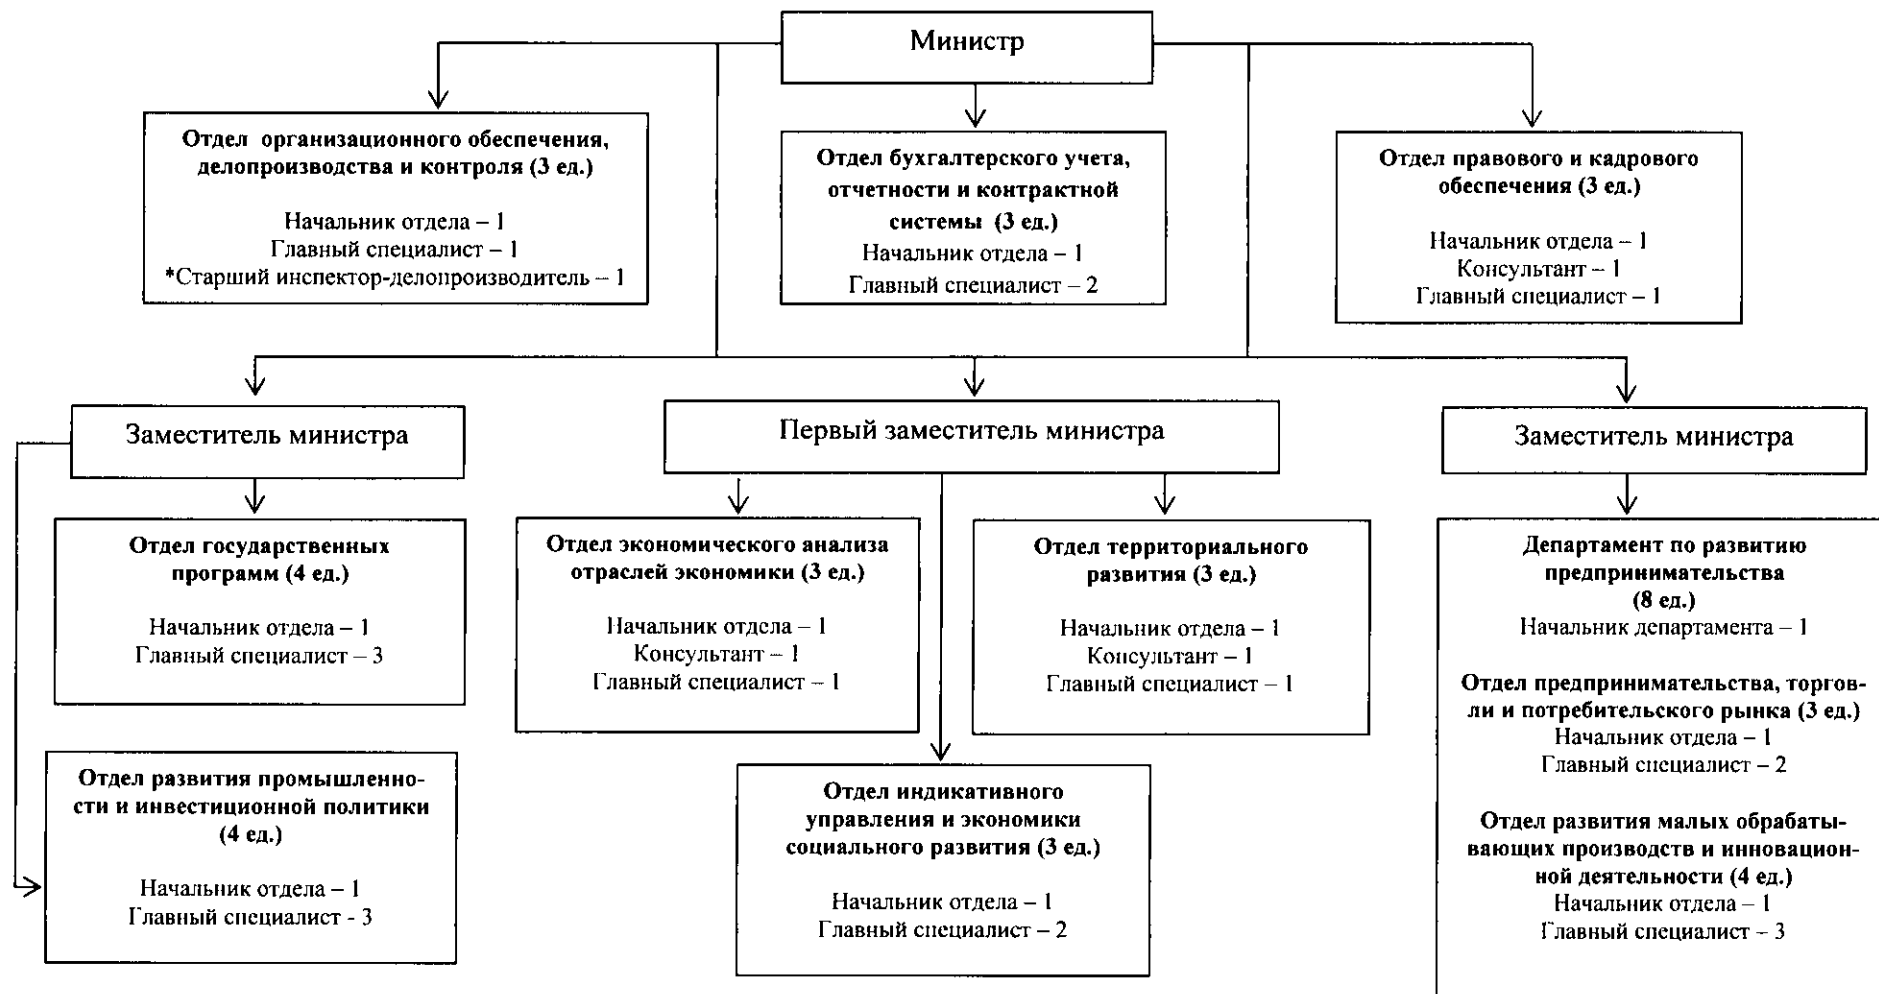 Министр
Отдел организационного обеспечения,
делопроизводства и контроля (3 ед.)
Начальник отдела – 1
Главный специалист – 1
*Старший инспектор-делопроизводитель – 1
Отдел бухгалтерского учета,
отчетности и контрактной
системы (3 ед.)
Начальник отдела – 1
Главный специалист – 2
Отдел правового и кадрового
обеспечения (3 ед.)
Начальник отдела – 1
Консультант – 1
Главный специалист – 1
Заместитель министра
Первый заместитель министра
Заместитель министра
Отдел государственных
программ (4 ед.)
Начальник отдела – 1
Главный специалист – 3
Отдел экономического анализа
отраслей экономики (3 ед.)
Начальник отдела – 1
Консультант – 1
Главный специалист – 1
Отдел территориального
развития (3 ед.)
Начальник отдела – 1
Консультант – 1
Главный специалист – 1
Департамент по развитию
предпринимательства
(8 ед.)
Начальник департамента – 1
Отдел предпринимательства, торгов-
ли и потребительского рынка (3 ед.)
Начальник отдела – 1
Главный специалист – 2
Отдел развития малых обрабаты-
вающих производств и инновацион-
ной деятельности (4 ед.)
Начальник отдела – 1
Главный специалист – 3
Отдел развития промышленно-
сти и инвестиционной политики
(4 ед.)
Начальник отдела – 1
Главный специалист - 3
Отдел индикативного
управления и экономики
социального развития (3 ед.)
Начальник отдела – 1
Главный специалист – 2